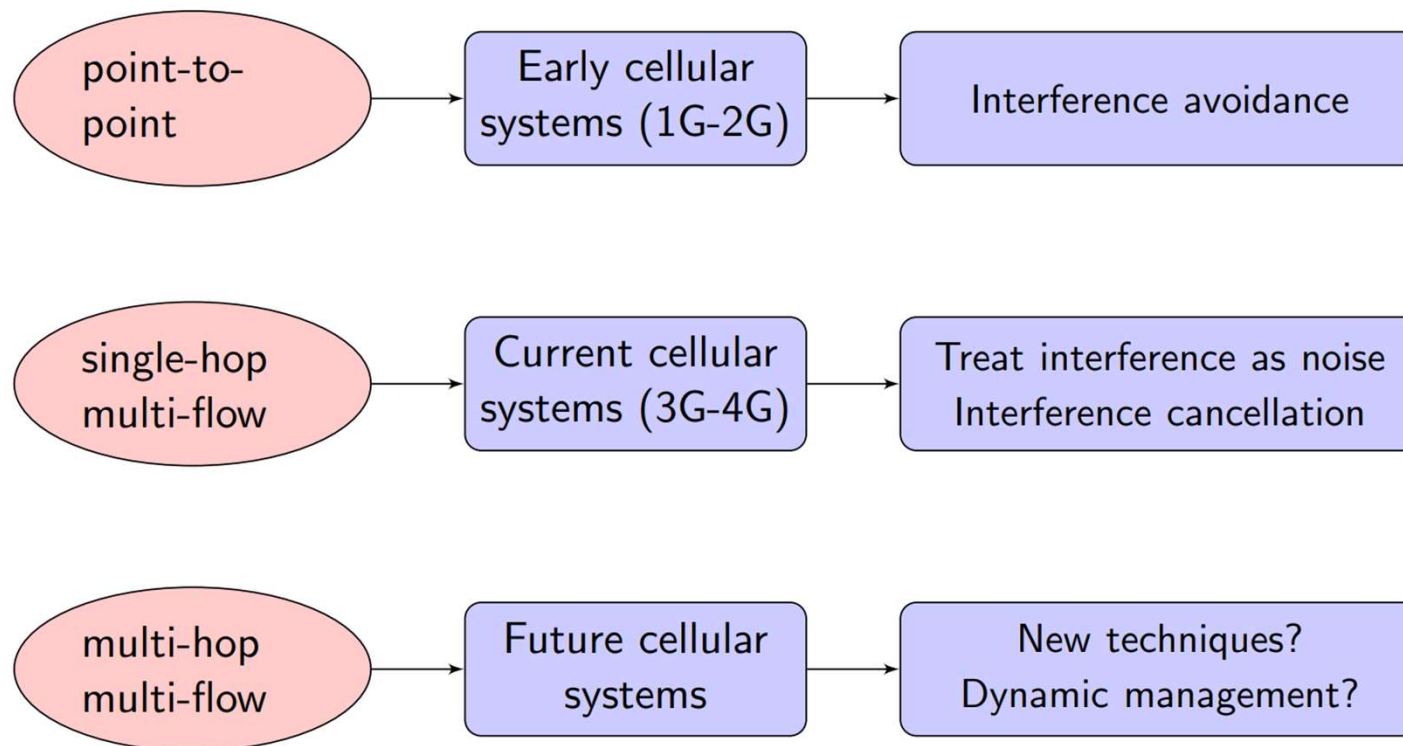 point-to-
point
Early cellular
systems (1G-2G)
Interference avoidance
single-hop
multi-flow
Current cellular
systems (3G-4G)
Treat interference as noise
Interference cancellation
multi-hop
multi-flow
Future cellular
systems
New techniques?
Dynamic management?